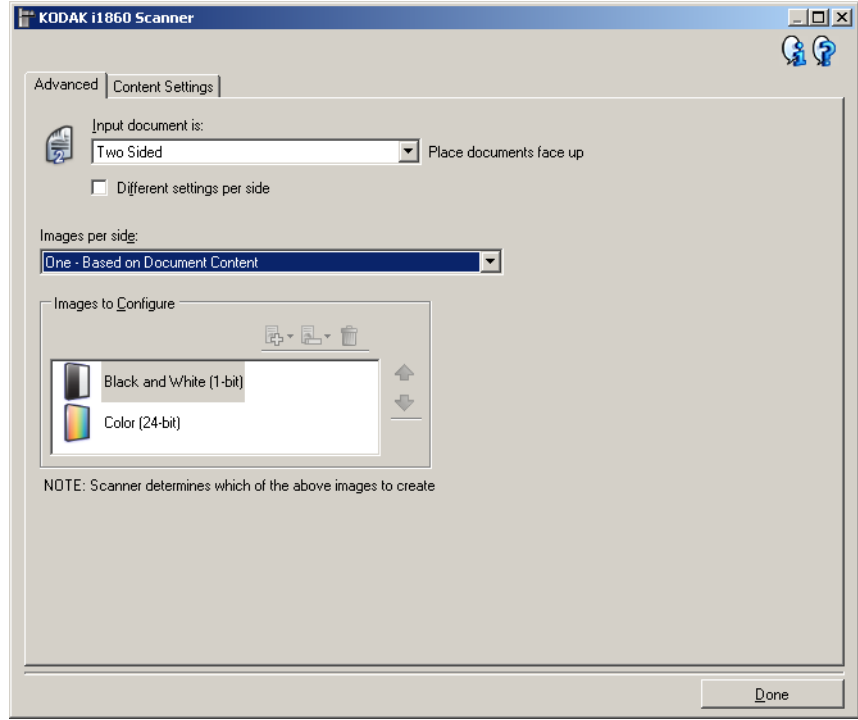 KODAK i1860 Scanner
Advanced
Content Settings
Input document is:
Two Sided
Place documents face up
Different settings per side
Images per side:
One - Based on Document Content
Images to Configure
Black and White (1-bit)
Color (24-bit)
NOTE: Scanner determines which of the above images to create
Done